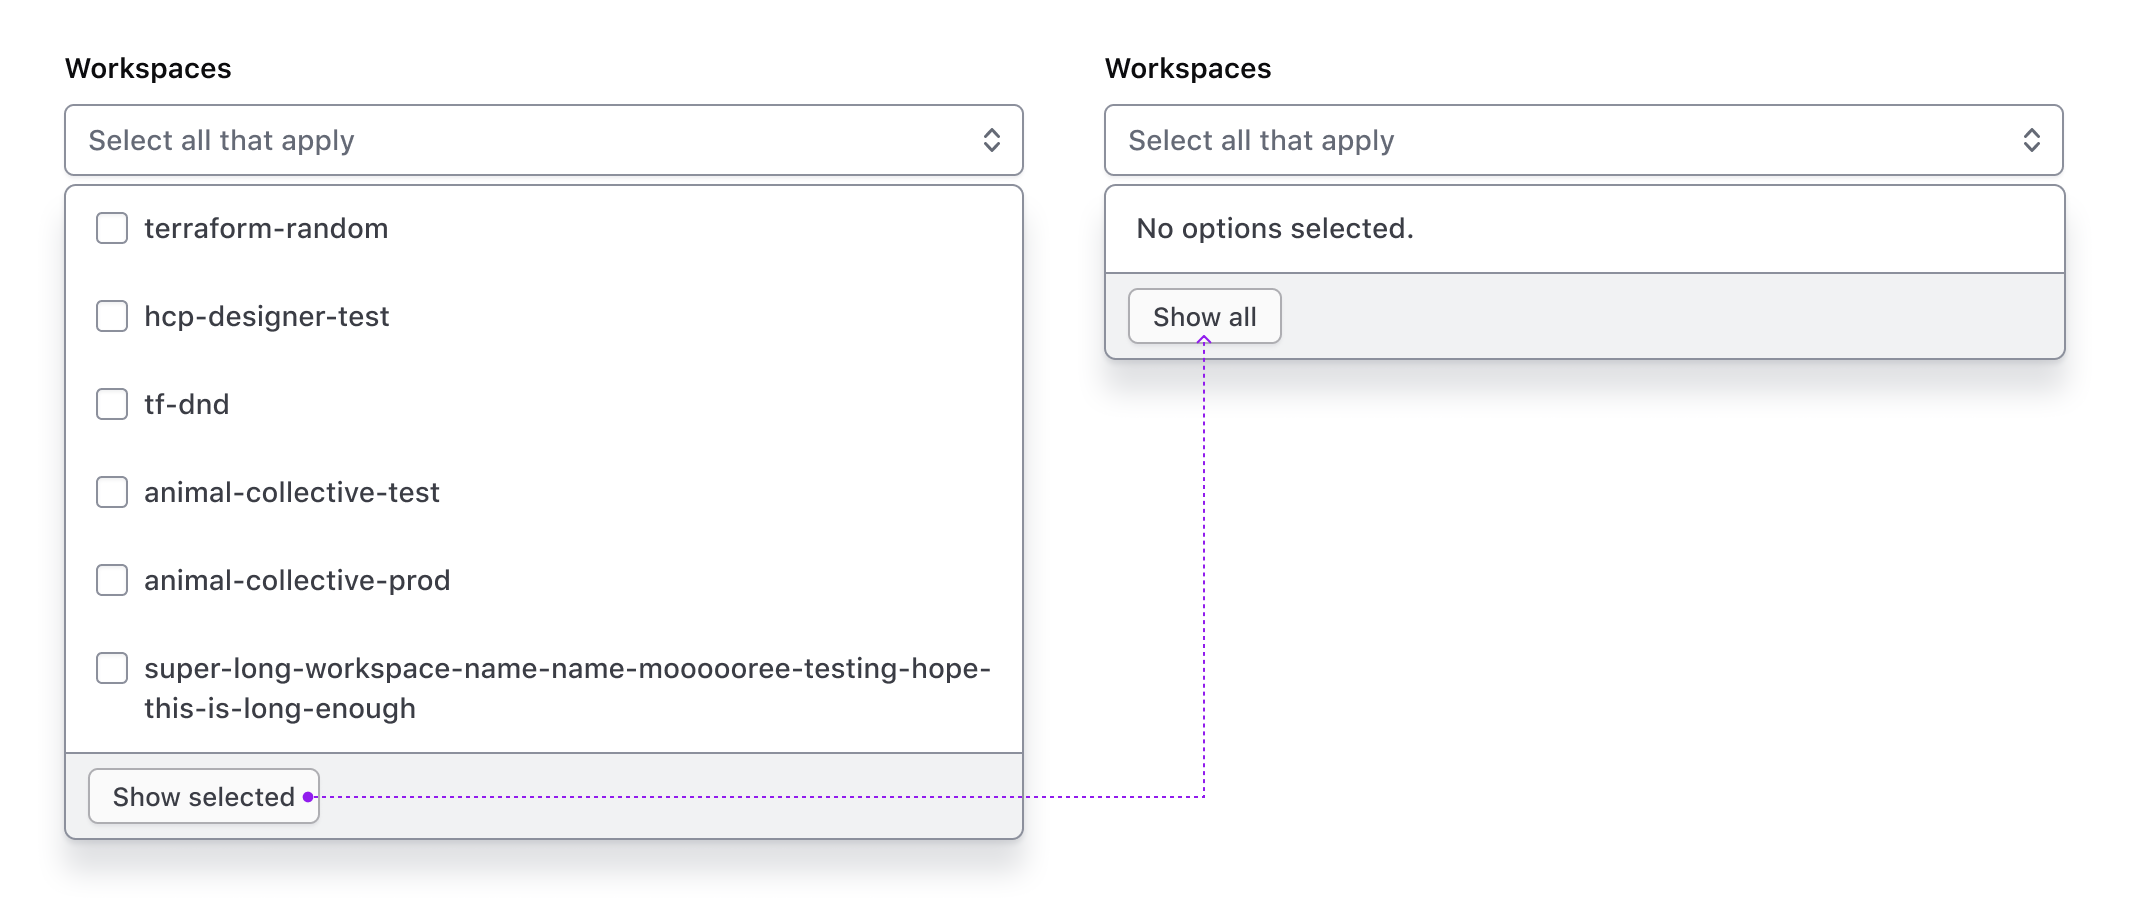 Workspaces
Select all that apply
terraform-random
hcp-designer-test
tf-dnd
animal-collective-test
animal-collective-prod
super-long-workspace-name-name-moooooree-testing-hope-
this-is-long-enough
Show selected
Workspaces
Select all that apply
No options selected.
Show all